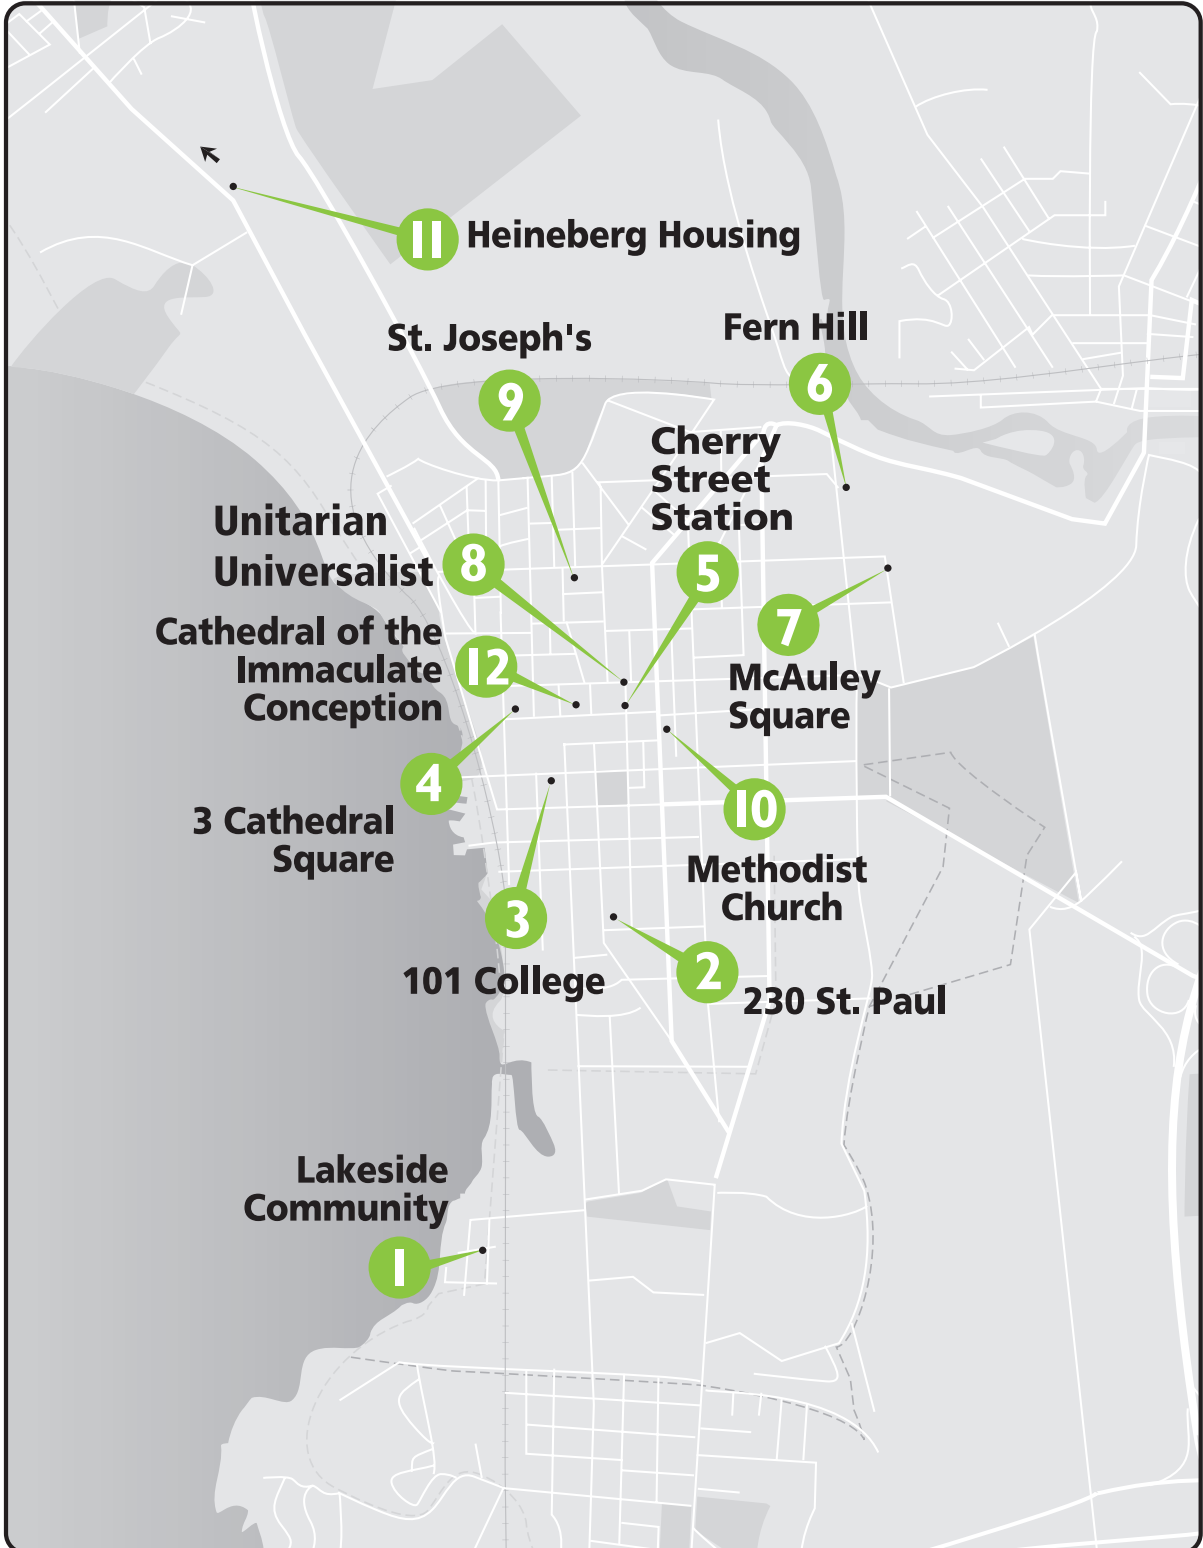 11 Heineberg Housing
St. Joseph's
9
Fern Hill
6
Cherry
Street
Station
5
Unitarian
Universalist
8
Cathedral of the
Immaculate
Conception
12
7
McAuley
Square
4
3 Cathedral
Square
10
Methodist
Church
3
101 College
2
230 St. Paul
Lakeside
Community
1